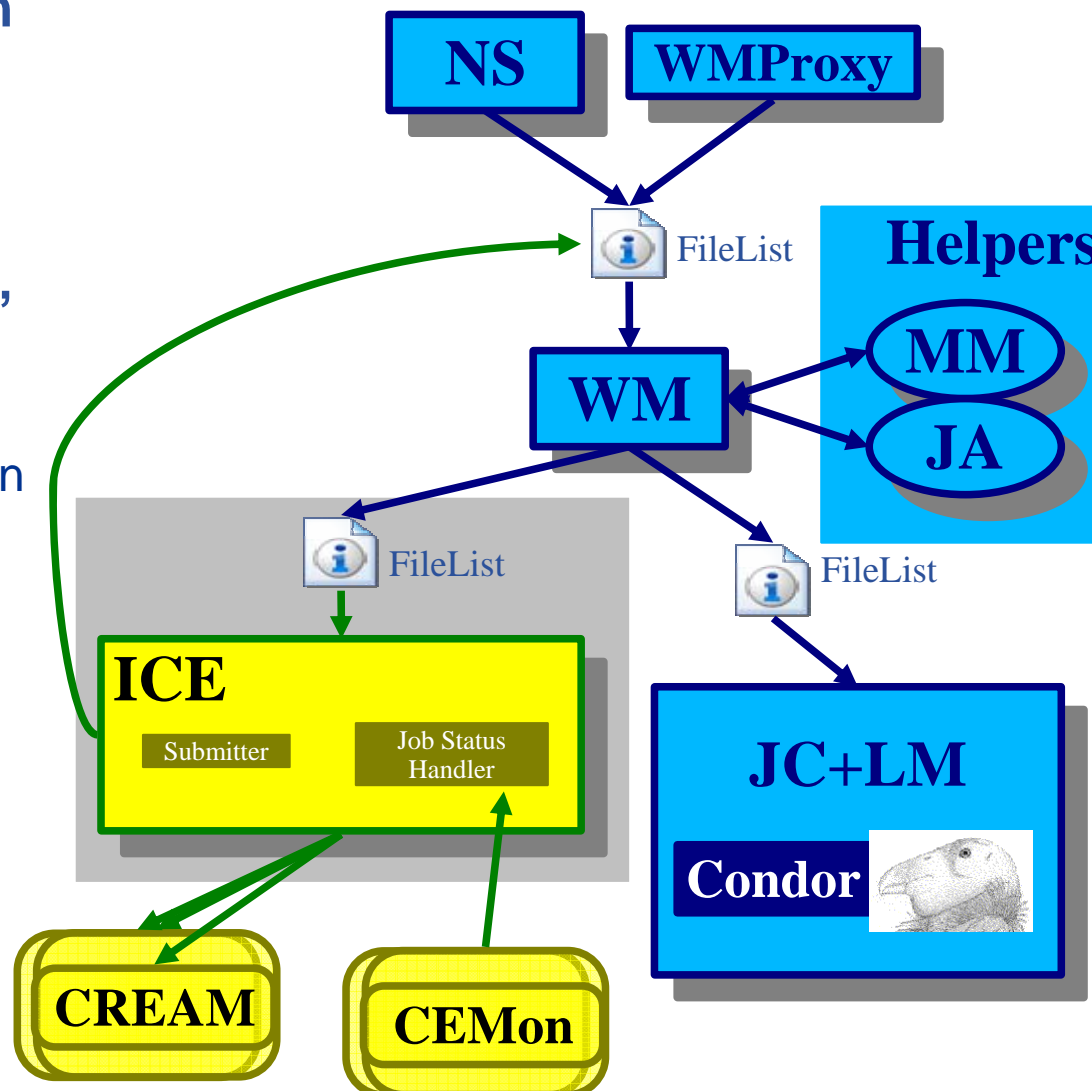 n
NS
WMProxy
FileList
Helpers
,
MM
WM
JA
n
FileList
FileList
ICE
Submitter
Job Status
Handler
JC+LM
Condor
CREAM
CEMon